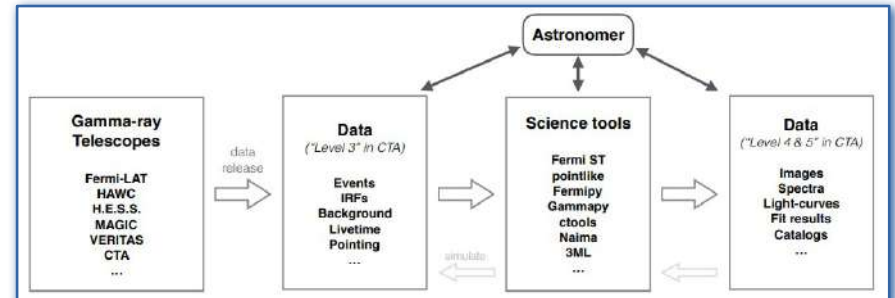 Astronomer
Gamma-ray
Telescopes
Fermi-LAT
HAWC
H.E.S.S.
MAGIC
VERITAS
CTA
...
data
release
Data
("Level 3" in CTA)
Events
IRFs
Background
Livetime
Pointing
...
simulate
Science tools
Fermi ST
pointlike
Fermipy
Gammapy
ctools
Naima
3ML
...
Data
("Level 4 & 5" in CTA)
Images
Spectra
Light-curves
Fit results
Catalogs
...